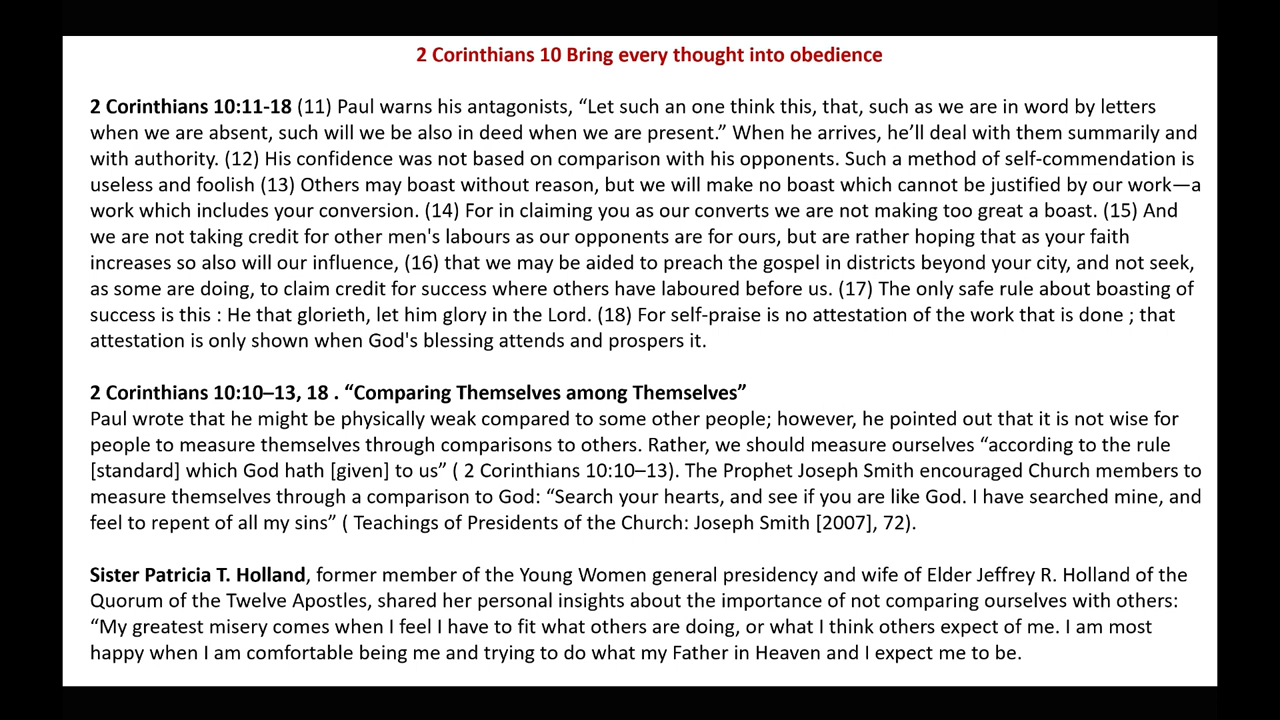 2 Corinthians 10 Bring every thought into obedience
2 Corinthians 10:11-18 (11) Paul warns his antagonists, “Let such an one think this, that, such as we are in word by letters
when we are absent, such will we be also in deed when we are present.” When he arrives, he’ll deal with them summarily and
with authority. (12) His confidence was not based on comparison with his opponents. Such a method of self-commendation is
useless and foolish (13) Others may boast without reason, but we will make no boast which cannot be justified by our work—a
work which includes your conversion. (14) For in claiming you as our converts we are not making too great a boast. (15) And
we are not taking credit for other men's labours as our opponents are for ours, but are rather hoping that as your faith
increases so also will our influence, (16) that we may be aided to preach the gospel in districts beyond your city, and not seek,
as some are doing, to claim credit for success where others have laboured before us. (17) The only safe rule about boasting of
success is this : He that glorieth, let him glory in the Lord. (18) For self-praise is no attestation of the work that is done ; that
attestation is only shown when God's blessing attends and prospers it.
2 Corinthians 10:10–13, 18 . “Comparing Themselves among Themselves”
Paul wrote that he might be physically weak compared to some other people; however, he pointed out that it is not wise for
people to measure themselves through comparisons to others. Rather, we should measure ourselves “according to the rule
[standard] which God hath [given] to us” ( 2 Corinthians 10:10–13). The Prophet Joseph Smith encouraged Church members to
measure themselves through a comparison to God: “Search your hearts, and see if you are like God. I have searched mine, and
feel to repent of all my sins” ( Teachings of Presidents of the Church: Joseph Smith [2007], 72).
Sister Patricia T. Holland, former member of the Young Women general presidency and wife of Elder Jeffrey R. Holland of the
Quorum of the Twelve Apostles, shared her personal insights about the importance of not comparing ourselves with others:
“My greatest misery comes when I feel I have to fit what others are doing, or what I think others expect of me. I am most
happy when I am comfortable being me and trying to do what my Father in Heaven and I expect me to be.